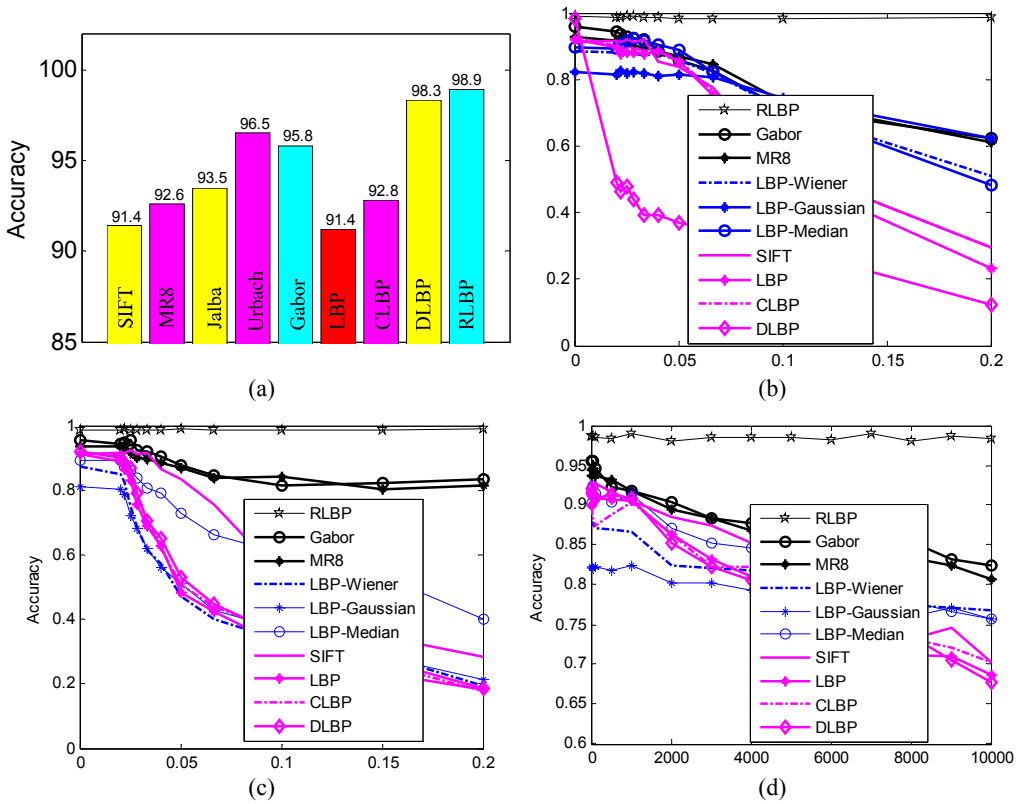 100
95
90
85
Accuracy
91.4
92.6
93.5
96.5
95.8
91.4
92.8
98.3
98.9
SIFT
MR8
Jalba
Urbach
Gabor
LBP
CLBP
DLBP
RLBP
(a)
1
0.8
0.6
0.4
0.2
0
0 0.05 0.1 0.15 0.2
RLBP
Gabor
MR8
LBP-Wiener
LBP-Gaussian
LBP-Median
SIFT
LBP
CLBP
DLBP
(b)
1
0.8
0.6
0.4
0.2
0
Accuracy
0 0.05 0.1 0.15 0.2
RLBP
Gabor
MR8
LBP-Wiener
LBP-Gaussian
LBP-Median
SIFT
LBP
CLBP
DLBP
(c)
1
0.95
0.9
0.85
0.8
0.75
0.7
0.65
0.6
Accuracy
0 2000 4000 6000 8000 10000
RLBP
Gabor
MR8
LBP-Wiener
LBP-Gaussian
LBP-Median
SIFT
LBP
CLBP
DLBP
(d)